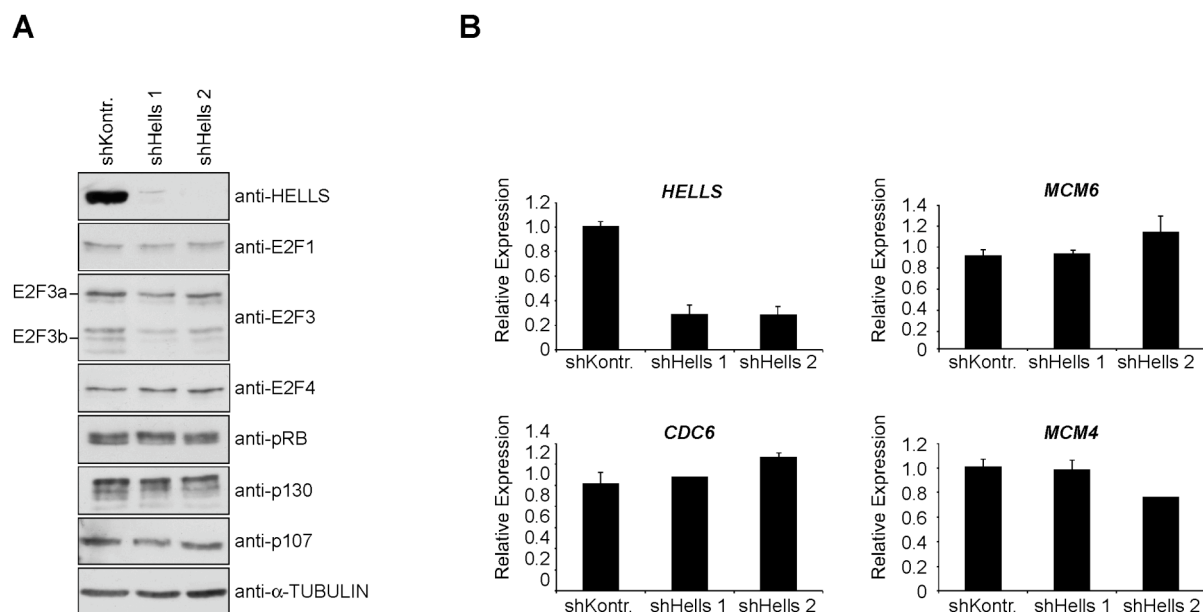 A
B
shKontr.
shHells 1
shHells 2
anti-HELLS
anti-E2F1
E2F3a
anti-E2F3
E2F3b
anti-E2F4
anti-pRB
anti-p130
anti-p107
anti-α-TUBULIN
HELLS
Relative Expression
1.2
1.0
0.8
0.6
0.4
0.2
0
shKontr. shHells 1 shHells 2
MCM6
Relative Expression
1.4
1.2
1.0
0.8
0.6
0.4
0.2
0
shKontr. shHells 1 shHells 2
CDC6
Relative Expression
1.4
1.2
1.0
0.8
0.6
0.4
0.2
0
shKontr. shHells 1 shHells 2
MCM4
Relative Expression
1.2
1.0
0.8
0.6
0.4
0.2
0
shKontr. shHells 1 shHells 2